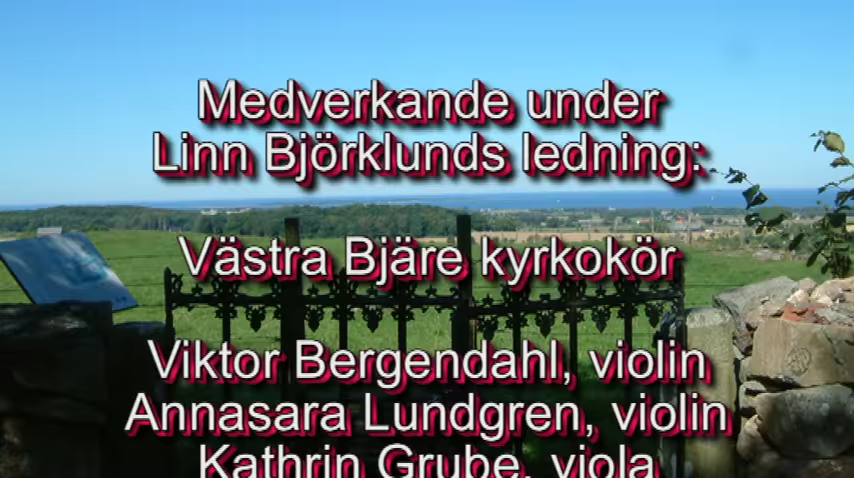 Medverkande under
Linn Björklunds ledning:
Västra Bjäre kyrkokör
Viktor Bergendahl, violin
Annasara Lundgren, violin
Kathrin Grube, viola